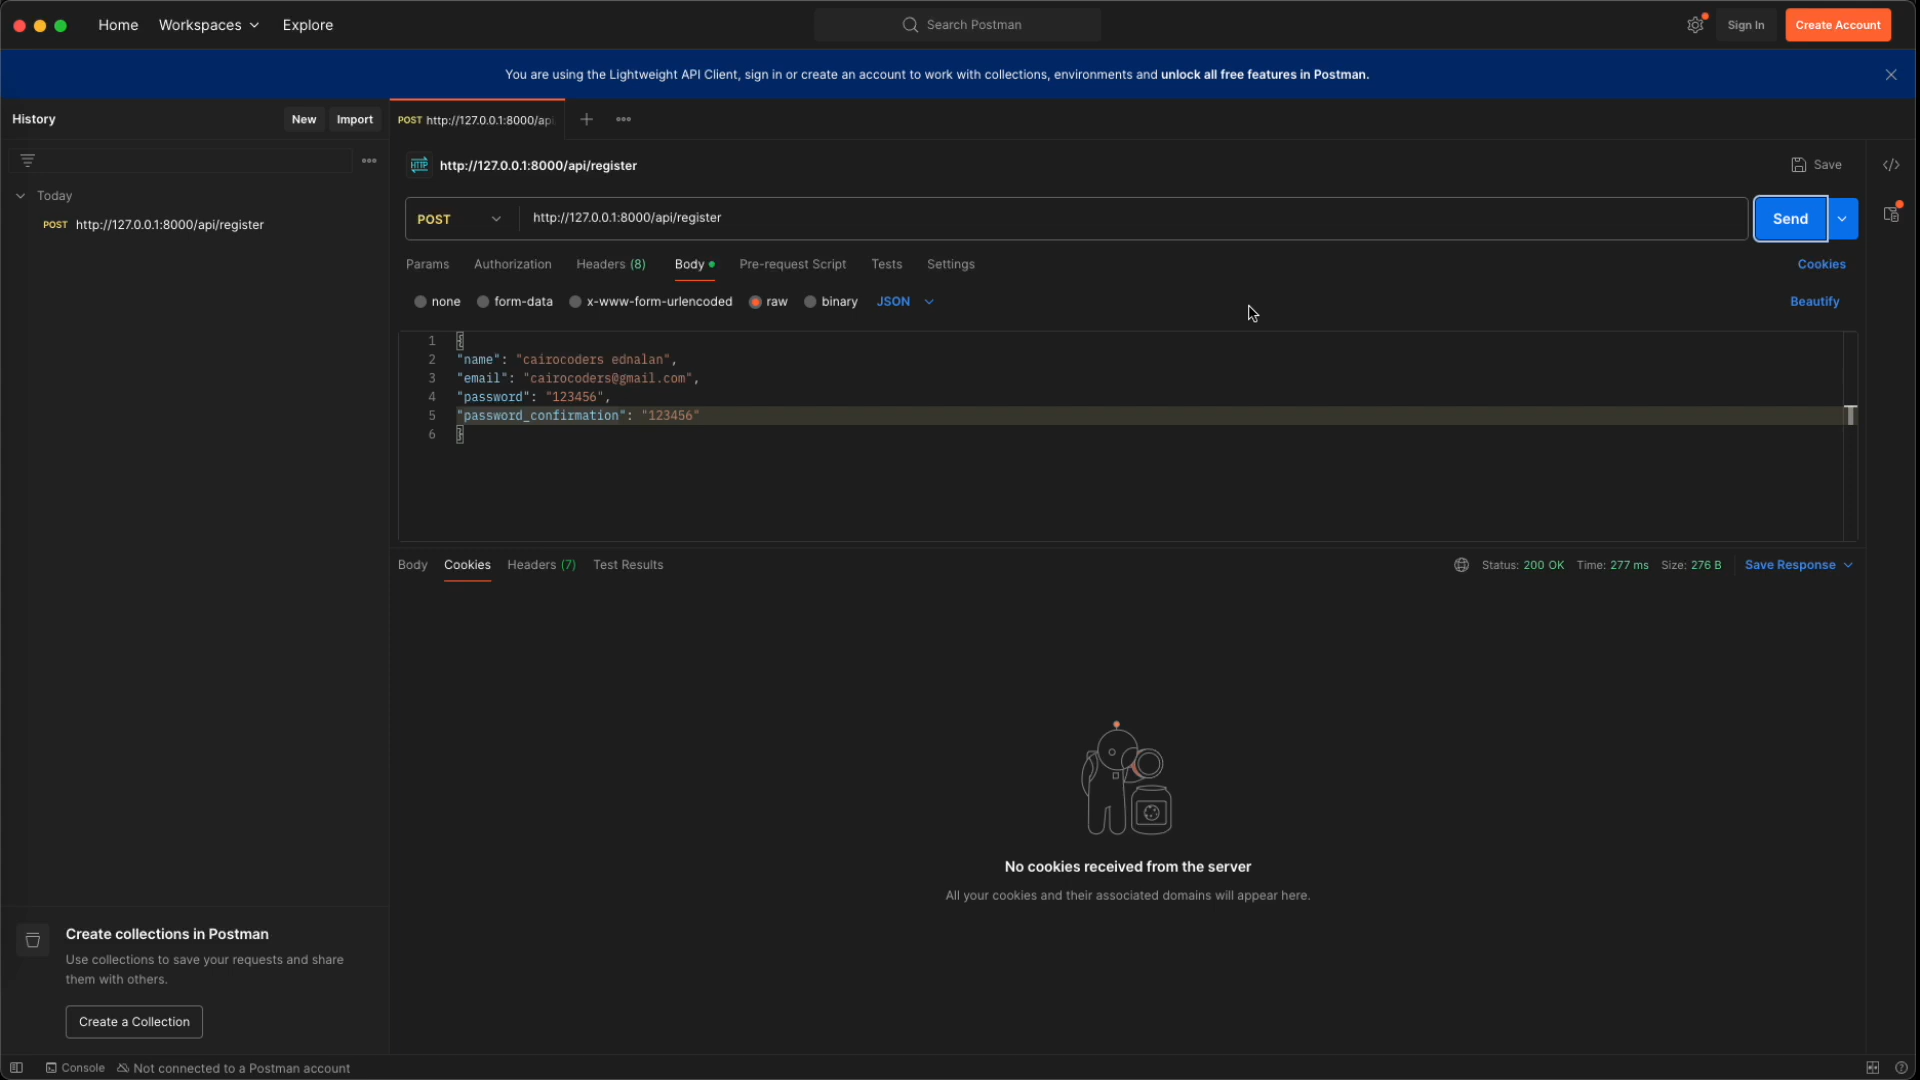 Home Workspaces Explore Search Postman Sign In Create Account
You are using the Lightweight API Client, sign in or create an account to work with collections, environments and unlock all free features in Postman.
History New Import POST http://127.0.0.1:8000/api
HTTP http://127.0.0.1:8000/api/register Save </>
Today
POST http://127.0.0.1:8000/api/register
POST http://127.0.0.1:8000/api/register Send
Params Authorization Headers (8) Body Pre-request Script Tests Settings Cookies
none form-data x-www-form-urlencoded raw binary JSON Beautify
1 {
2 "name": "cairocoders ednalan",
3 "email": "cairocoders@gmail.com",
4 "password": "123456",
5 "password_confirmation": "123456"
6 }
Body Cookies Headers (7) Test Results Status: 200 OK Time: 277 ms Size: 276 B Save Response
No cookies received from the server
All your cookies and their associated domains will appear here.
Create collections in Postman
Use collections to save your requests and share
them with others.
Create a Collection
Console Not connected to a Postman account